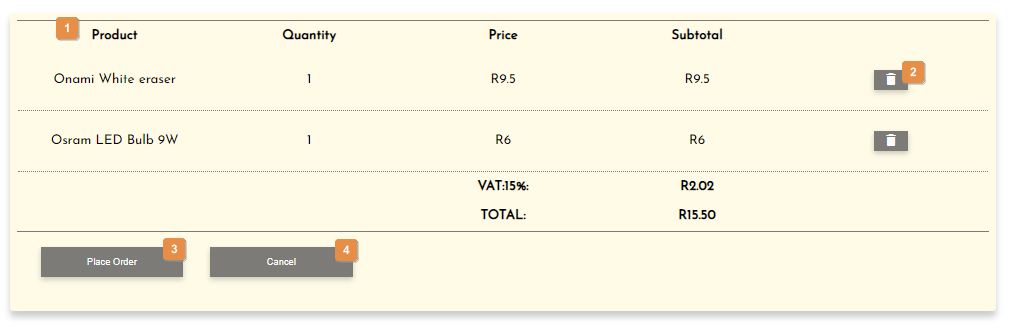 1 Product Quantity Price Subtotal
Onami White eraser 1 R9.5 R9.5 2
Osram LED Bulb 9W 1 R6 R6
VAT:15%: R2.02
TOTAL: R15.50
Place Order 3 Cancel 4